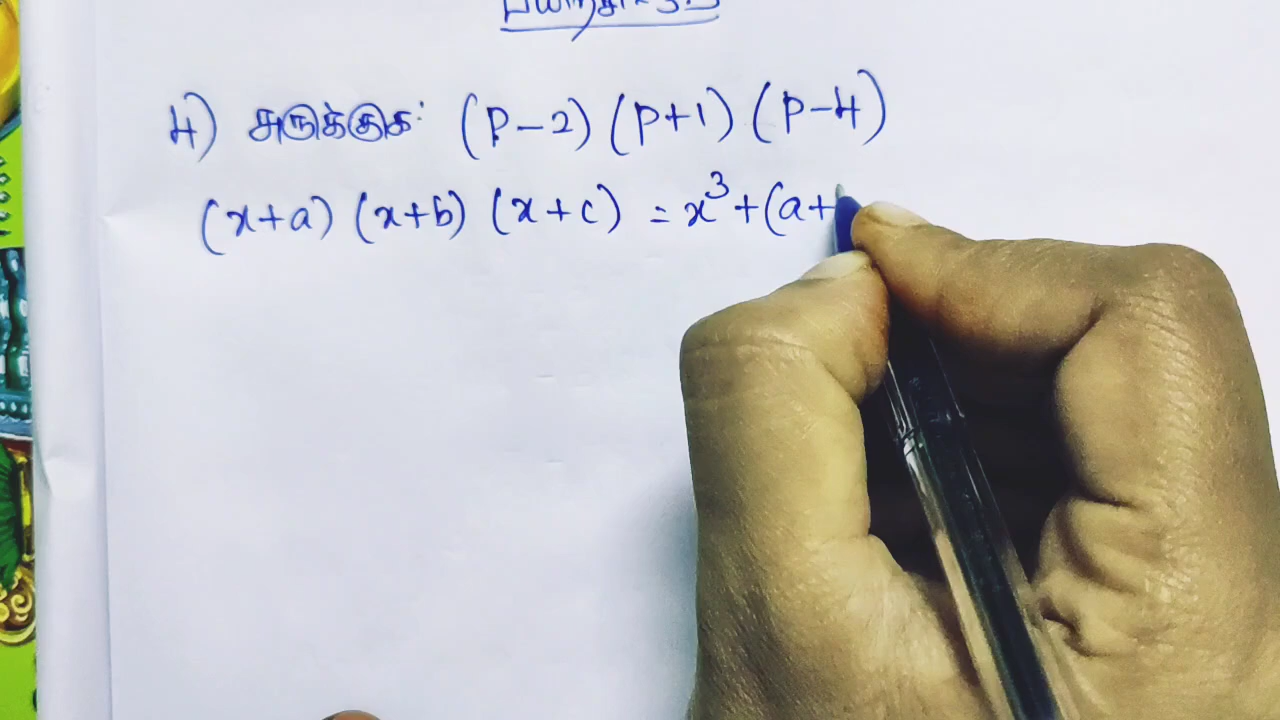 4) சுருக்குக: (p-2) (p+1) (p-4)
(x+a) (x+b) (x+c) = x³+(a+